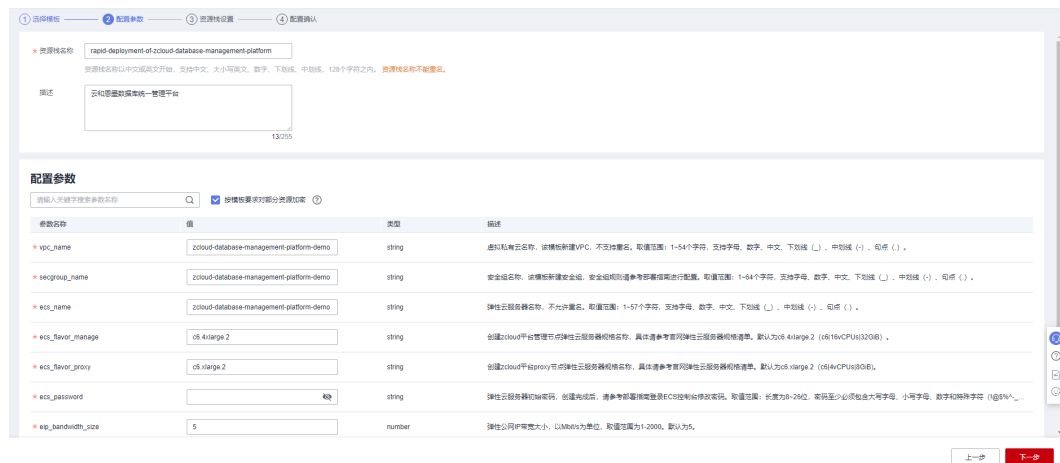 1 选择模板 2 配置参数 3 资源栈设置 4 配置确认
* 资源栈名称 rapid-deployment-of-zcloud-database-management-platform
资源栈名称以中文或英文开始，支持中文、大小写英文、数字、下划线、中划线，128个字符之内。 资源栈名称不能重名。
描述 云和恩墨数据库统一管理平台
13/255
配置参数
请输入关键字搜索参数名称 按模板要求对部分资源加密
参数名称 值 类型 描述
* vpc_name zcloud-database-management-platform-demo string 虚拟私有云名称，该模板新建VPC，不支持重名。取值范围：1~54个字符，支持字母、数字、中文、下划线（_）、中划线（-）、句点（.）。
* secgroup_name zcloud-database-management-platform-demo string 安全组名称，该模板新建安全组，安全组规则请参考部署指南进行配置。取值范围：1~64个字符，支持字母、数字、中文、下划线（_）、中划线（-）、句点（.）。
* ecs_name zcloud-database-management-platform-demo string 弹性云服务器名称，不允许重名。取值范围：1~57个字符，支持字母、数字、中文、下划线（_）、中划线（-）、句点（.）。
* ecs_flavor_manage c6.4xlarge.2 string 创建zcloud平台管理节点弹性云服务器规格名称，具体请参考官网弹性云服务器规格清单。默认为c6.4xlarge.2（c6|16vCPUs|32GiB）。
* ecs_flavor_proxy c6.xlarge.2 string 创建zcloud平台proxy节点弹性云服务器规格名称，具体请参考官网弹性云服务器规格清单。默认为c6.xlarge.2（c6|4vCPUs|8GiB）。
* ecs_password string 弹性云服务器初始密码，创建完成后，请参考部署指南登录ECS控制台修改密码。取值范围：长度为8~26位，密码至少必须包含大写字母、小写字母、数字和特殊字符（!@$%^-_...
* eip_bandwidth_size 5 number 弹性公网IP带宽大小，以Mbit/s为单位，取值范围为1-2000。默认为5。
上一步 下一步